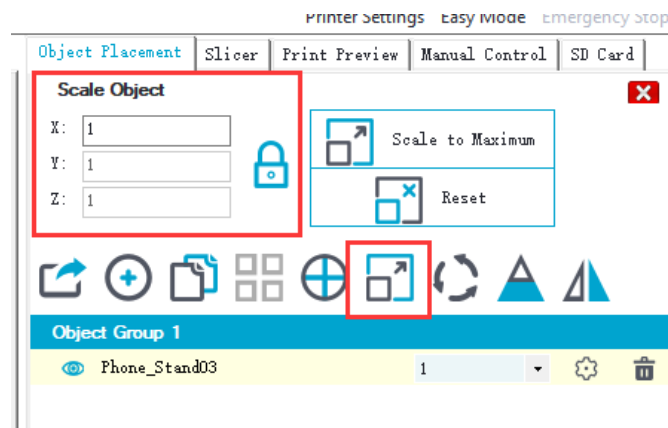 Printer Settings Easy Mode Emergency Stop
Object Placement Slicer Print Preview Manual Control SD Card
Scale Object
X: 1
Y: 1
Z: 1
Scale to Maximum
Reset
Object Group 1
Phone_Stand03 1